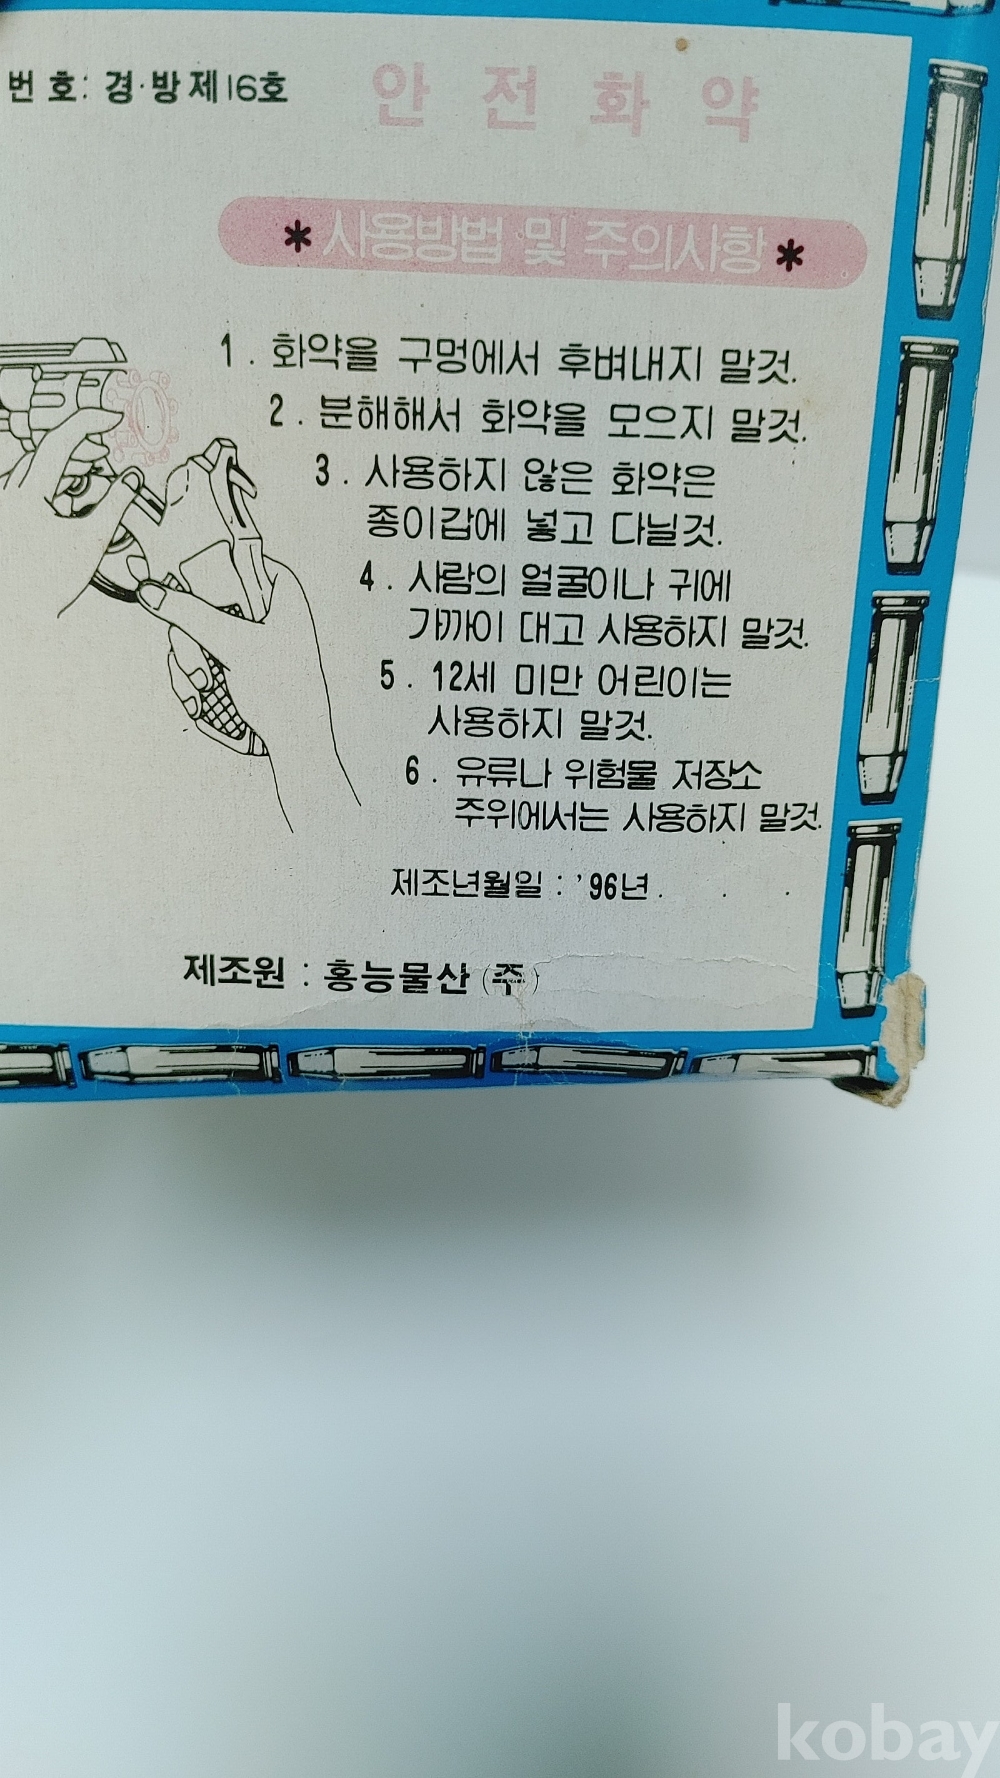 번호: 경·방제16호
안전화약
* 사용방법 및 주의사항 *
1. 화약을 구멍에서 후벼내지 말것.
2. 분해해서 화약을 모으지 말것.
3. 사용하지 않은 화약은
종이갑에 넣고 다닐것.
4. 사람의 얼굴이나 귀에
가까이 대고 사용하지 말것.
5. 12세 미만 어린이는
사용하지 말것.
6. 유류나 위험물 저장소
주위에서는 사용하지 말것.
제조년월일 : '96년. . .
제조원 : 홍능물산(주)
kobay